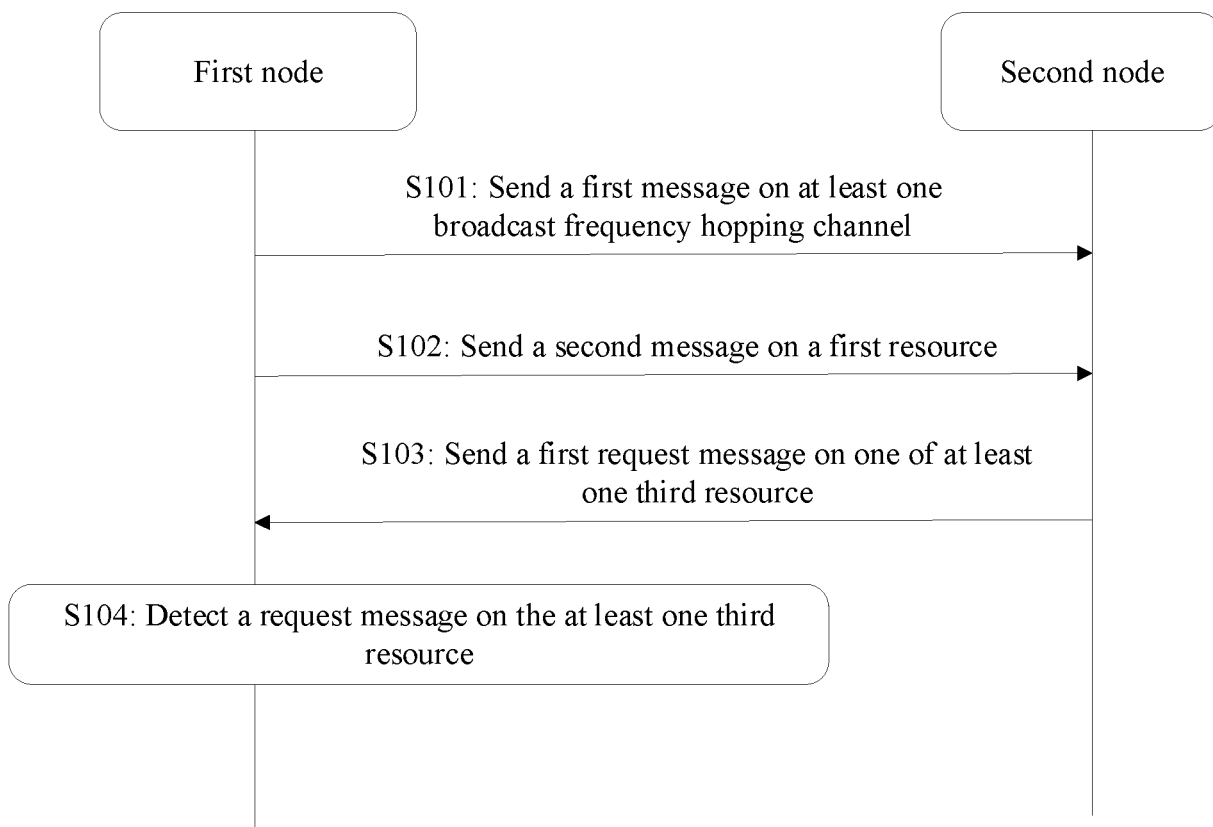 First node
Second node
S101: Send a first message on at least one
broadcast frequency hopping channel
S102: Send a second message on a first resource
S103: Send a first request message on one of at least
one third resource
S104: Detect a request message on the at least one third
resource